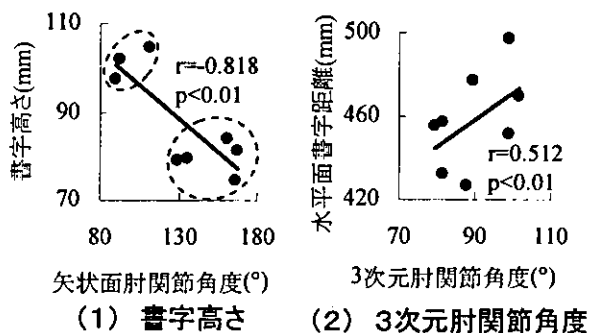 書字高さ(mm)
110
90
70
80
130
180
r=-0.818
p<0.01
矢状面肘関節角度(°)
(1) 書字高さ
水平面書字距離(mm)
500
460
420
70
90
110
r=0.512
p<0.01
3次元肘関節角度(°)
(2) 3次元肘関節角度